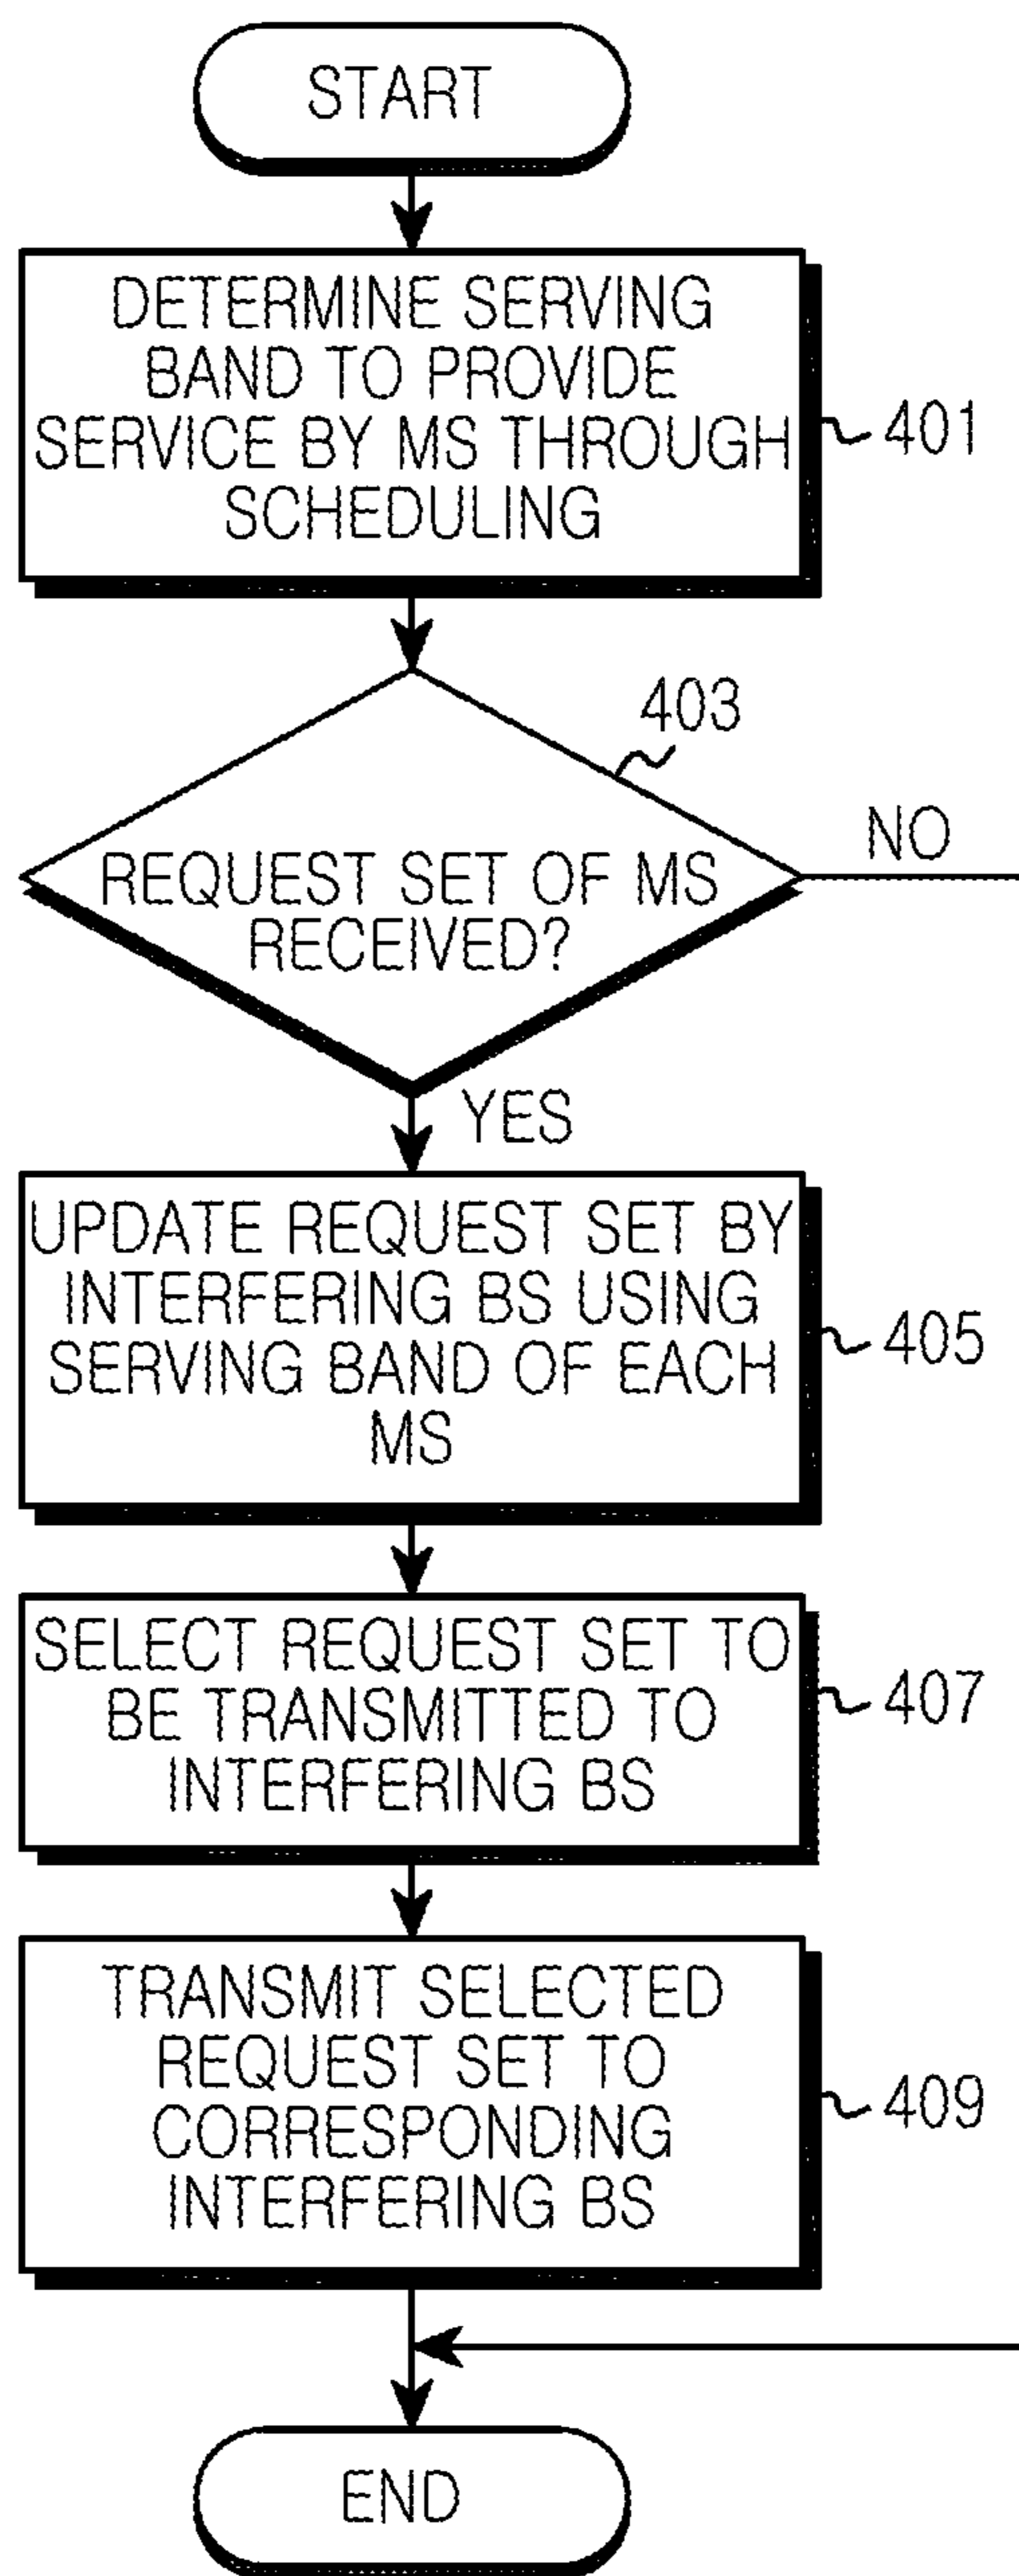 START
DETERMINE SERVING
BAND TO PROVIDE
SERVICE BY MS THROUGH
SCHEDULING
401
403
NO
REQUEST SET OF MS
RECEIVED?
YES
UPDATE REQUEST SET BY
INTERFERING BS USING
SERVING BAND OF EACH
MS
405
SELECT REQUEST SET TO
BE TRANSMITTED TO
INTERFERING BS
407
TRANSMIT SELECTED
REQUEST SET TO
CORRESPONDING
INTERFERING BS
409
END